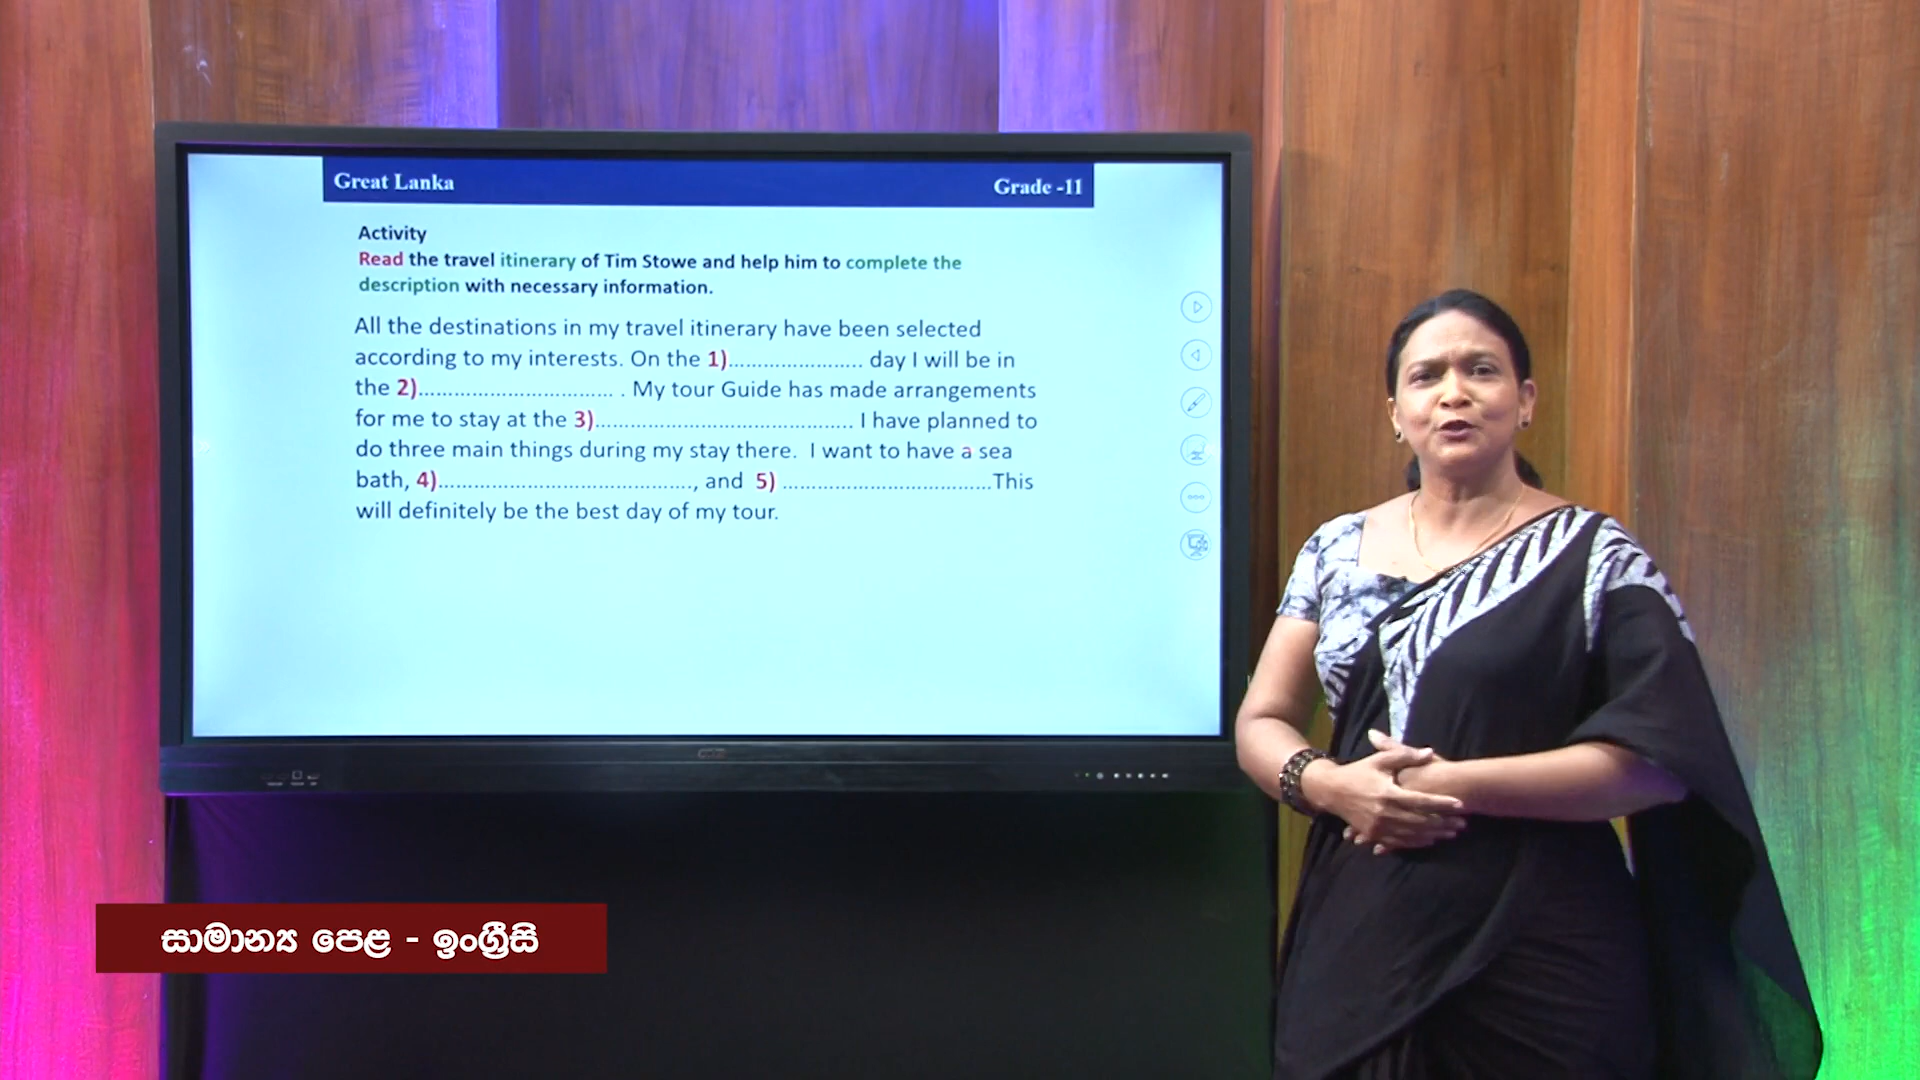 Great Lanka
Grade -11
Activity
Read the travel itinerary of Tim Stowe and help him to complete the
description with necessary information.
All the destinations in my travel itinerary have been selected
according to my interests. On the 1)....................... day I will be in
the 2)................................. . My tour Guide has made arrangements
for me to stay at the 3)............................................ I have planned to
do three main things during my stay there. I want to have a sea
bath, 4)..........................................., and 5) ....................................This
will definitely be the best day of my tour.
සාමාන්‍ය පෙළ - ඉංග්‍රීසි